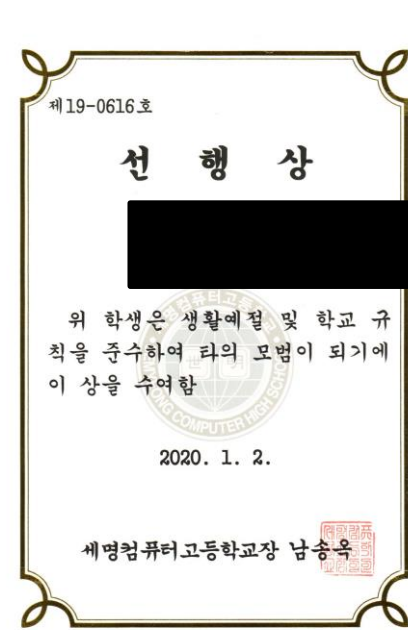 제19-0616호
선 행 상
위 학생은 생활예절 및 학교 규
칙을 준수하여 타의 모범이 되기에
이 상을 수여함
2020. 1. 2.
세명컴퓨터고등학교장 남송옥